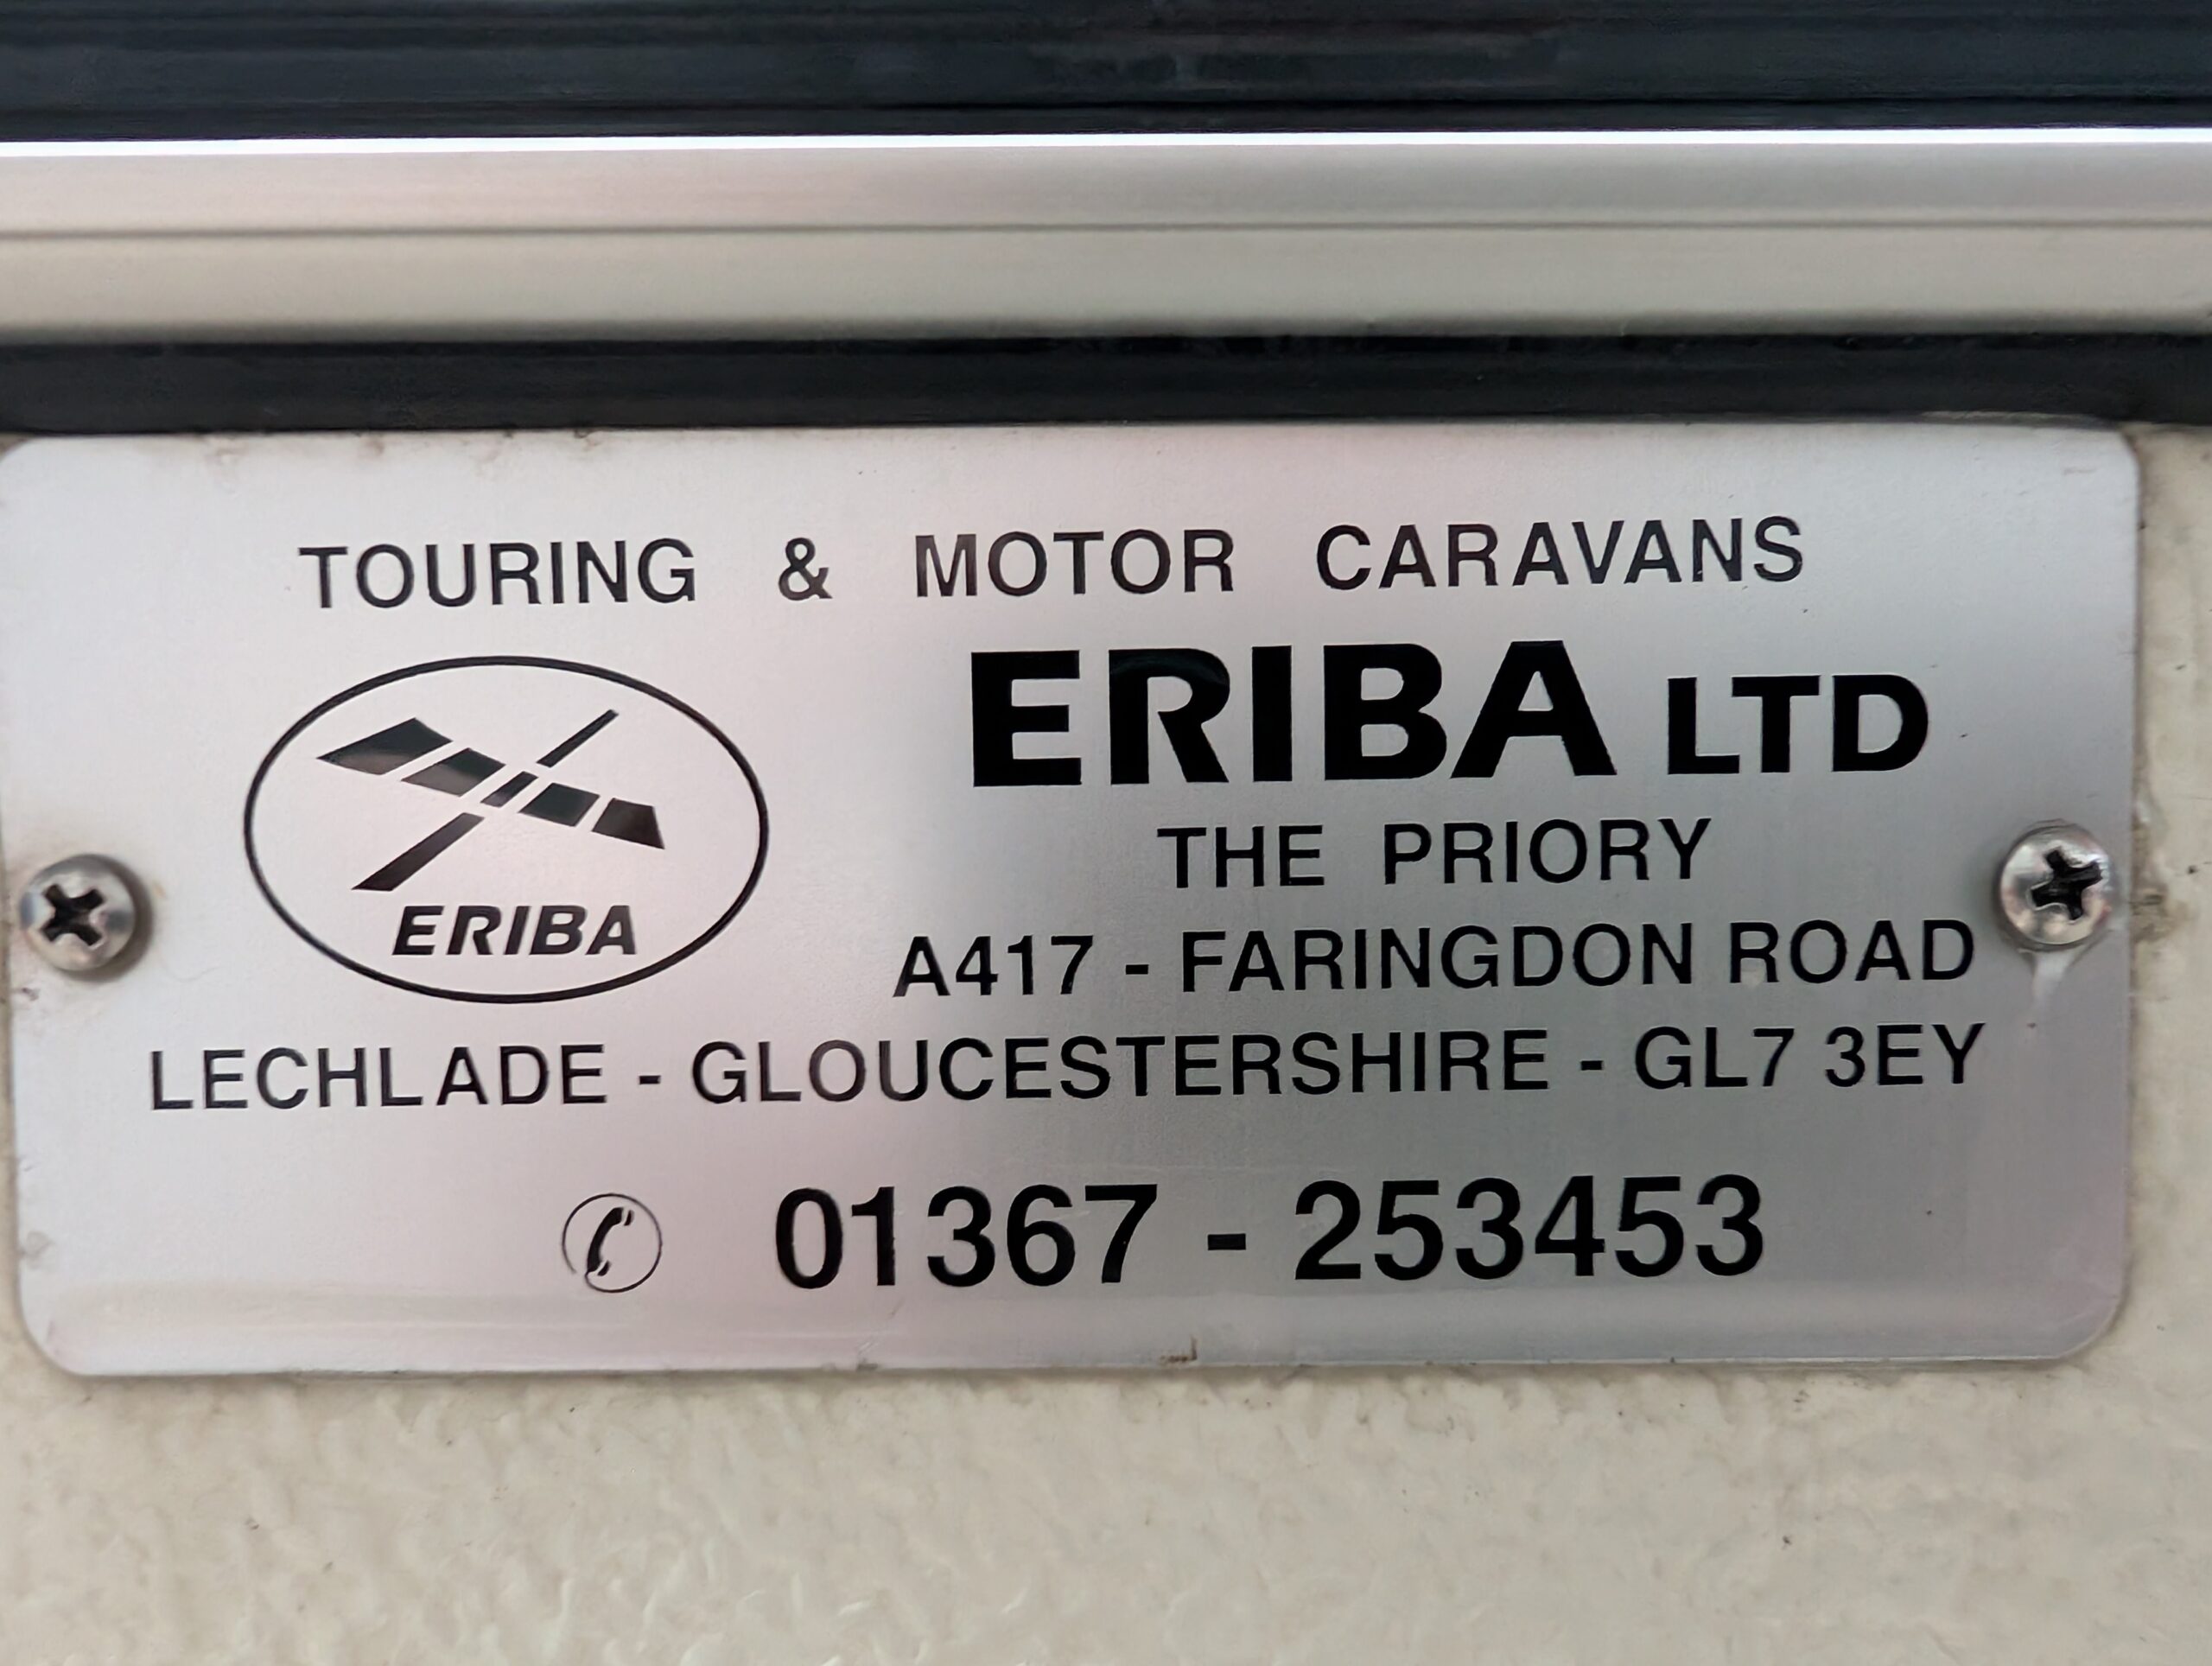 TOURING & MOTOR CARAVANS
ERIBA LTD
ERIBA
THE PRIORY
A417 - FARINGDON ROAD
LECHLADE - GLOUCESTERSHIRE - GL7 3EY
01367 - 253453